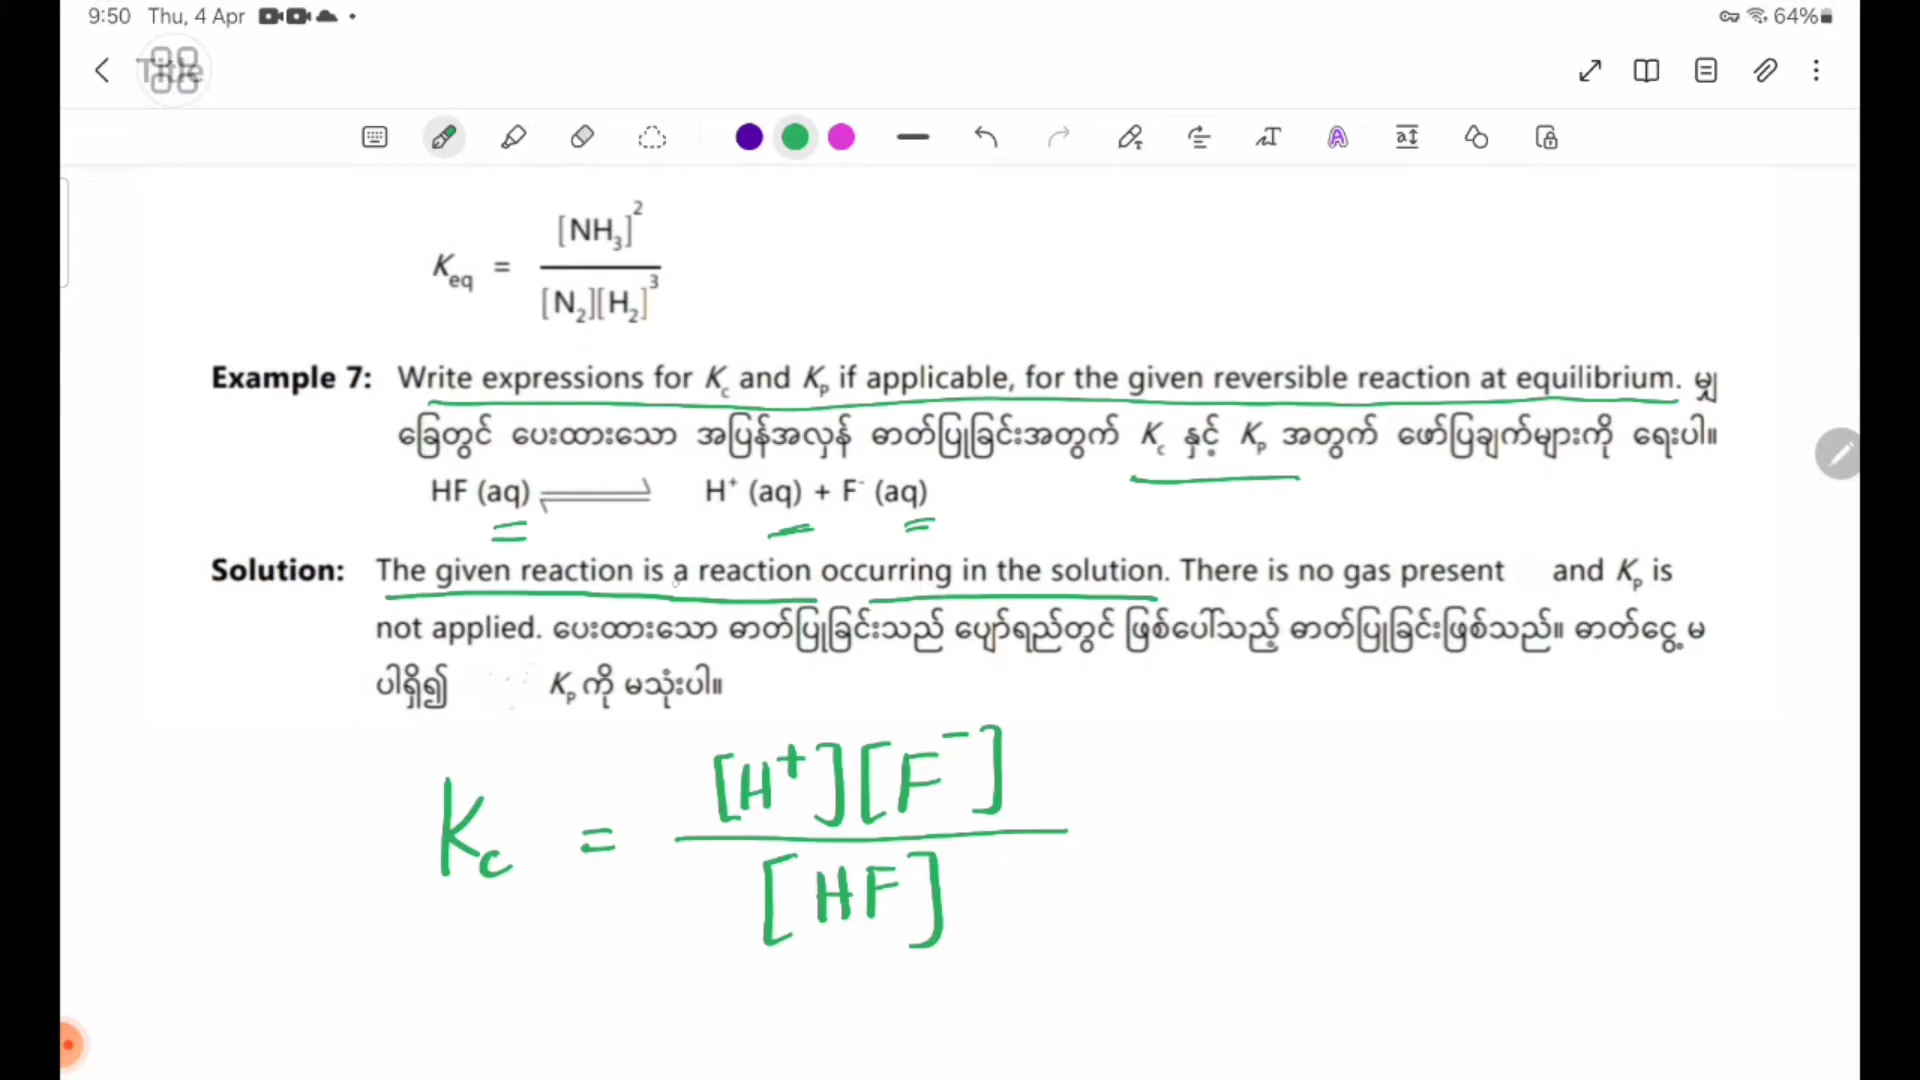 9:50 Thu, 4 Apr
64%
Title
[NH₃]²
K_eq =
[N₂][H₂]³
Example 7: Write expressions for K_c and K_p if applicable, for the given reversible reaction at equilibrium. မျှ
ခြေတွင် ပေးထားသော အပြန်အလှန် ဓာတ်ပြုခြင်းအတွက် K_c နှင့် K_p အတွက် ဖော်ပြချက်များကို ရေးပါ။
HF (aq) ⇌ H⁺ (aq) + F⁻ (aq)
Solution: The given reaction is a reaction occurring in the solution. There is no gas present and K_p is
not applied. ပေးထားသော ဓာတ်ပြုခြင်းသည် ပျော်ရည်တွင် ဖြစ်ပေါ်သည့် ဓာတ်ပြုခြင်းဖြစ်သည်။ ဓာတ်ငွေ့ မ
ပါရှိ၍ K_p ကို မသုံးပါ။
[H⁺][F⁻]
K_c =
[HF]